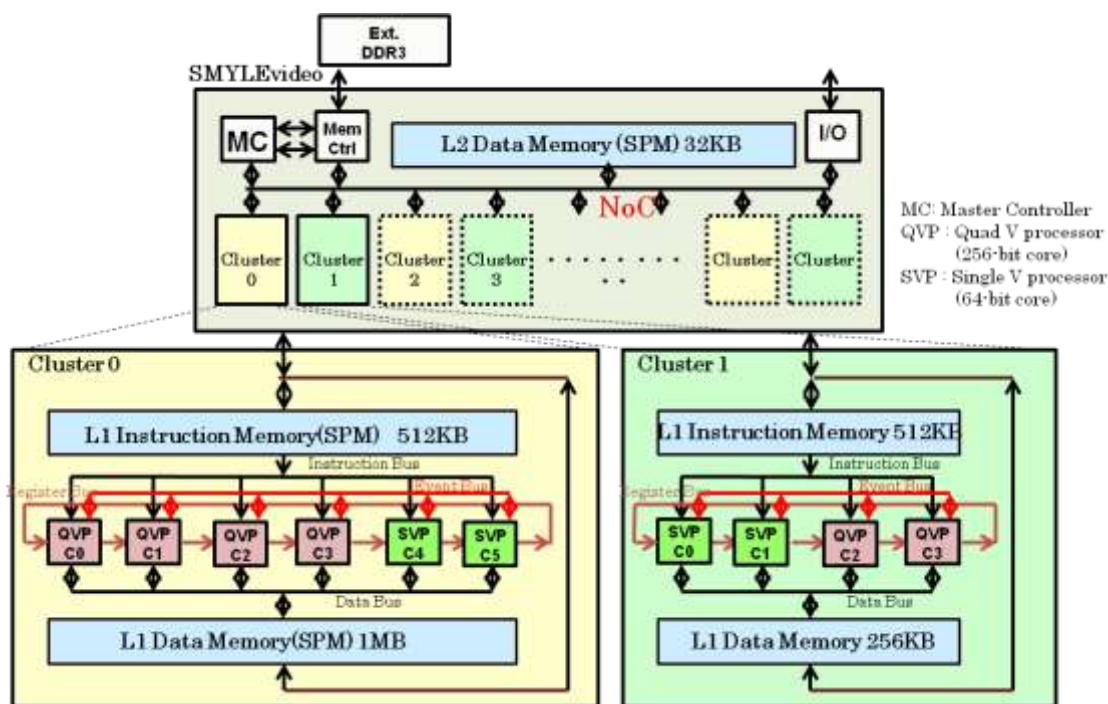 Ext.
DDR3
SMYLEvideo
MC
Mem
Ctrl
L2 Data Memory (SPM) 32KB
I/O
NoC
Cluster
0
Cluster
1
Cluster
2
Cluster
3
Cluster
Cluster
MC: Master Controller
QVP : Quad V processor
(256-bit core)
SVP : Single V processor
(64-bit core)
Cluster 0
L1 Instruction Memory(SPM) 512KB
Instruction Bus
Register Bus
Event Bus
QVP
C0
QVP
C1
QVP
C2
QVP
C3
SVP
C4
SVP
C5
Data Bus
L1 Data Memory(SPM) 1MB
Cluster 1
L1 Instruction Memory 512KB
Instruction Bus
Register Bus
Event Bus
SVP
C0
SVP
C1
QVP
C2
QVP
C3
Data Bus
L1 Data Memory 256KB